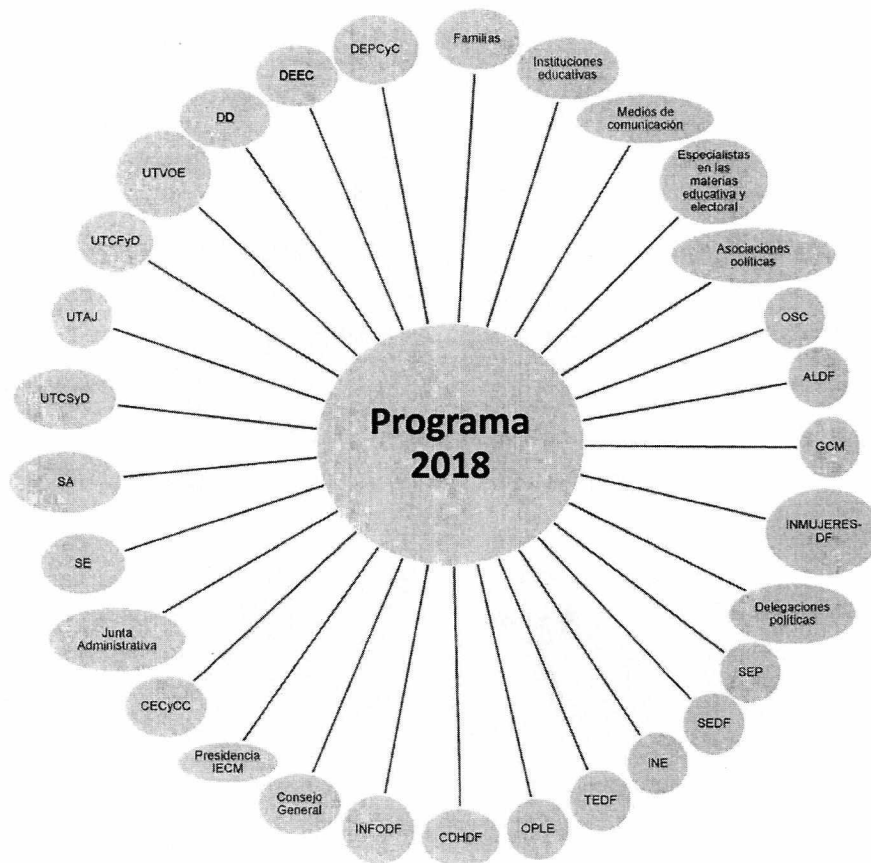 Programa
2018
Familias
Instituciones
educativas
Medios de
comunicación
Especialistas
en las
materias
educativa y
electoral
Asociaciones
políticas
OSC
ALDF
GCM
INMUJERES-
DF
Delegaciones
políticas
SEP
SEDF
INE
TEDF
OPLE
CDHDF
INFODF
Consejo
General
Presidencia
IECM
CECyCC
Junta
Administrativa
SE
SA
UTCSyD
UTAJ
UTCFyD
UTVOE
DD
DEEC
DEPCyC